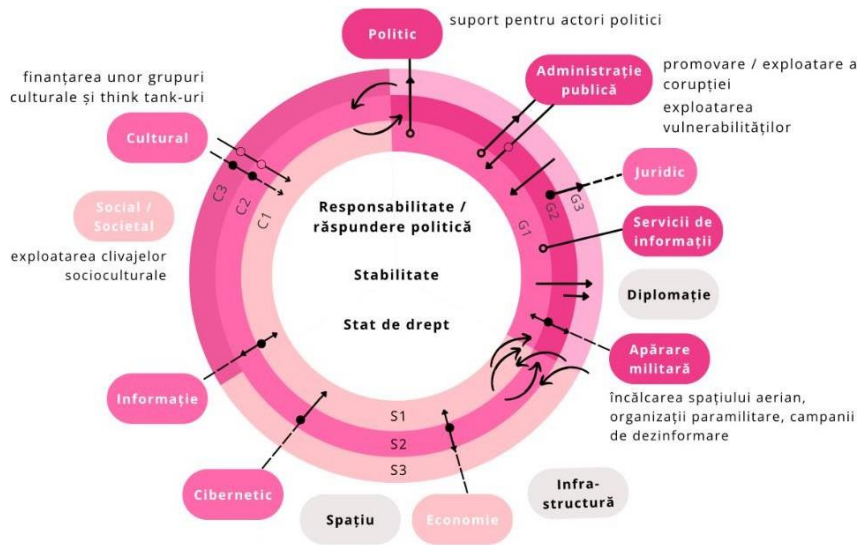 Politic
suport pentru actori politici
Administrație
publică
promovare / exploatare a
corupției
exploatarea
vulnerabilităților
finanțarea unor grupuri
culturale și think tank-uri
Cultural
Juridic
C3
C2
C1
G1
G2
G3
Social /
Societal
exploatarea clivajelor
socioculturale
Responsabilitate /
răspundere politică
Stabilitate
Stat de drept
Servicii de
informații
Diplomație
Apărare
militară
încălcarea spațiului aerian,
organizații paramilitare, campanii
de dezinformare
Informație
S1
S2
S3
Cibernetic
Spațiu
Economie
Infra-
structură